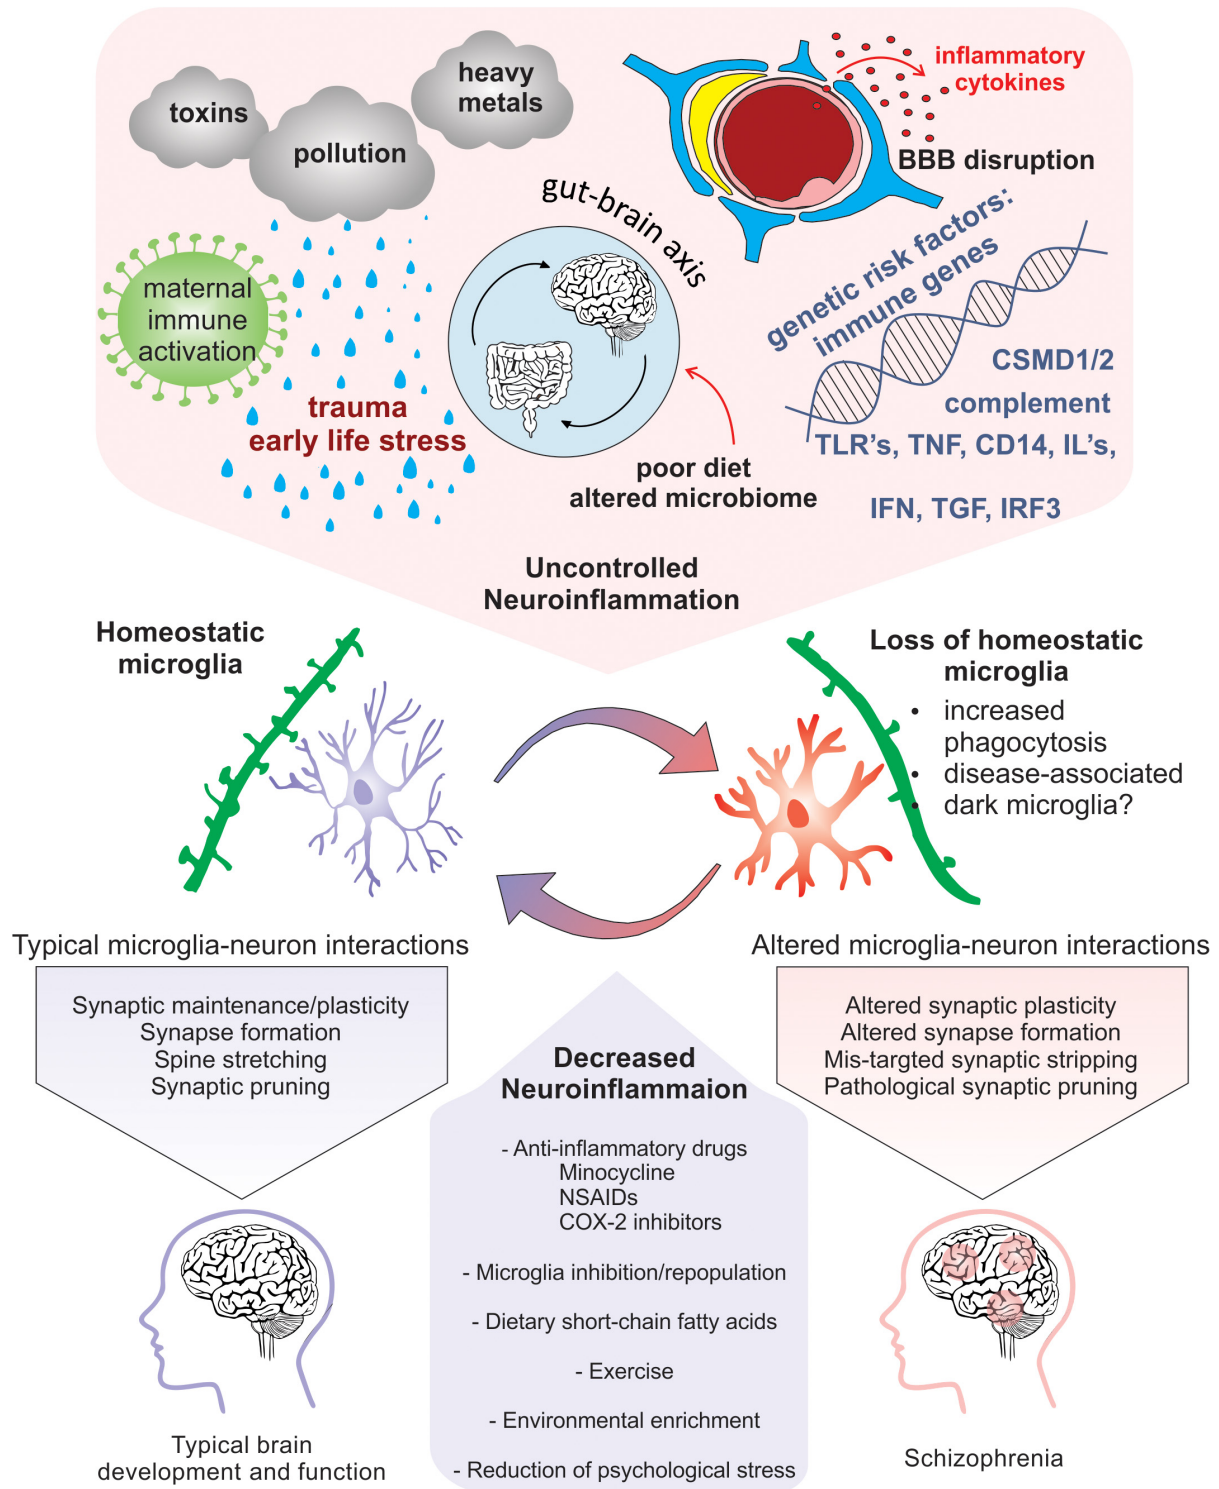 toxins
pollution
heavy
metals
inflammatory
cytokines
BBB disruption
maternal
immune
activation
gut-brain axis
genetic risk factors:
immune genes
CSMD1/2
complement
TLR's, TNF, CD14, IL's,
IFN, TGF, IRF3
trauma
early life stress
poor diet
altered microbiome
Uncontrolled
Neuroinflammation
Homeostatic
microglia
Loss of homeostatic
microglia
• increased
phagocytosis
• disease-associated
• dark microglia?
Typical microglia-neuron interactions
Synaptic maintenance/plasticity
Synapse formation
Spine stretching
Synaptic pruning
Altered microglia-neuron interactions
Altered synaptic plasticity
Altered synapse formation
Mis-targted synaptic stripping
Pathological synaptic pruning
Decreased
Neuroinflammaion
- Anti-inflammatory drugs
Minocycline
NSAIDs
COX-2 inhibitors
- Microglia inhibition/repopulation
- Dietary short-chain fatty acids
- Exercise
- Environmental enrichment
- Reduction of psychological stress
Typical brain
development and function
Schizophrenia